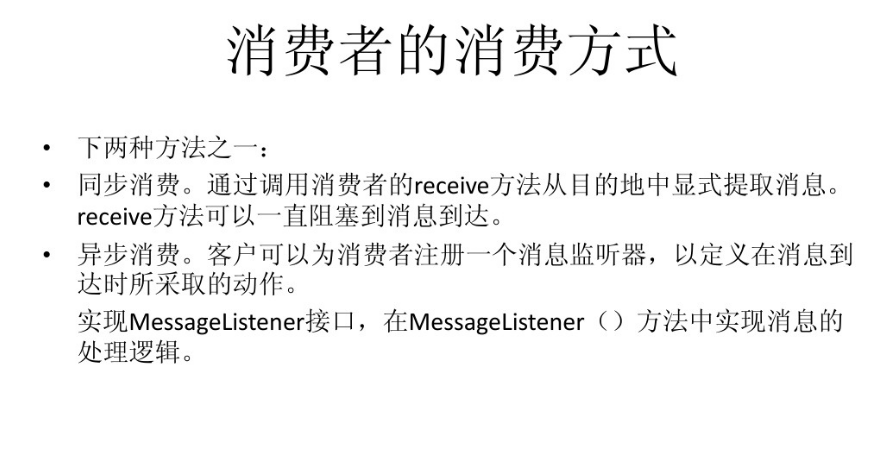 消费者的消费方式
• 下两种方法之一：
• 同步消费。通过调用消费者的receive方法从目的地中显式提取消息。
receive方法可以一直阻塞到消息到达。
• 异步消费。客户可以为消费者注册一个消息监听器，以定义在消息到
达时所采取的动作。
实现MessageListener接口，在MessageListener（）方法中实现消息的
处理逻辑。